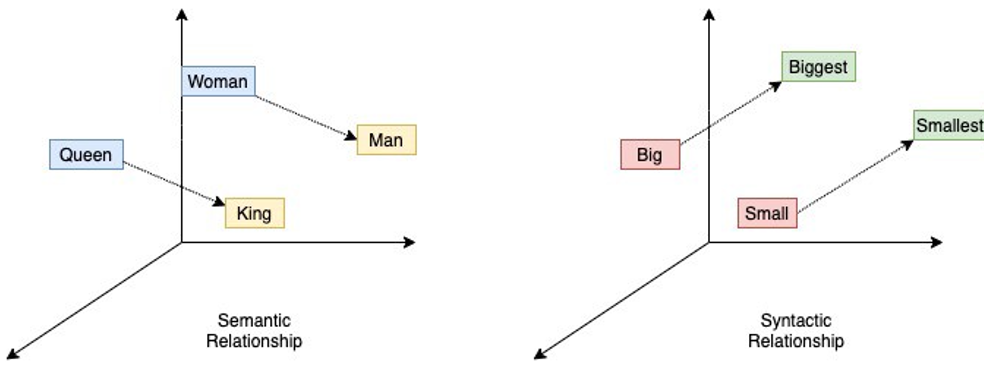 Woman
Man
Queen
King
Semantic
Relationship
Biggest
Smallest
Big
Small
Syntactic
Relationship